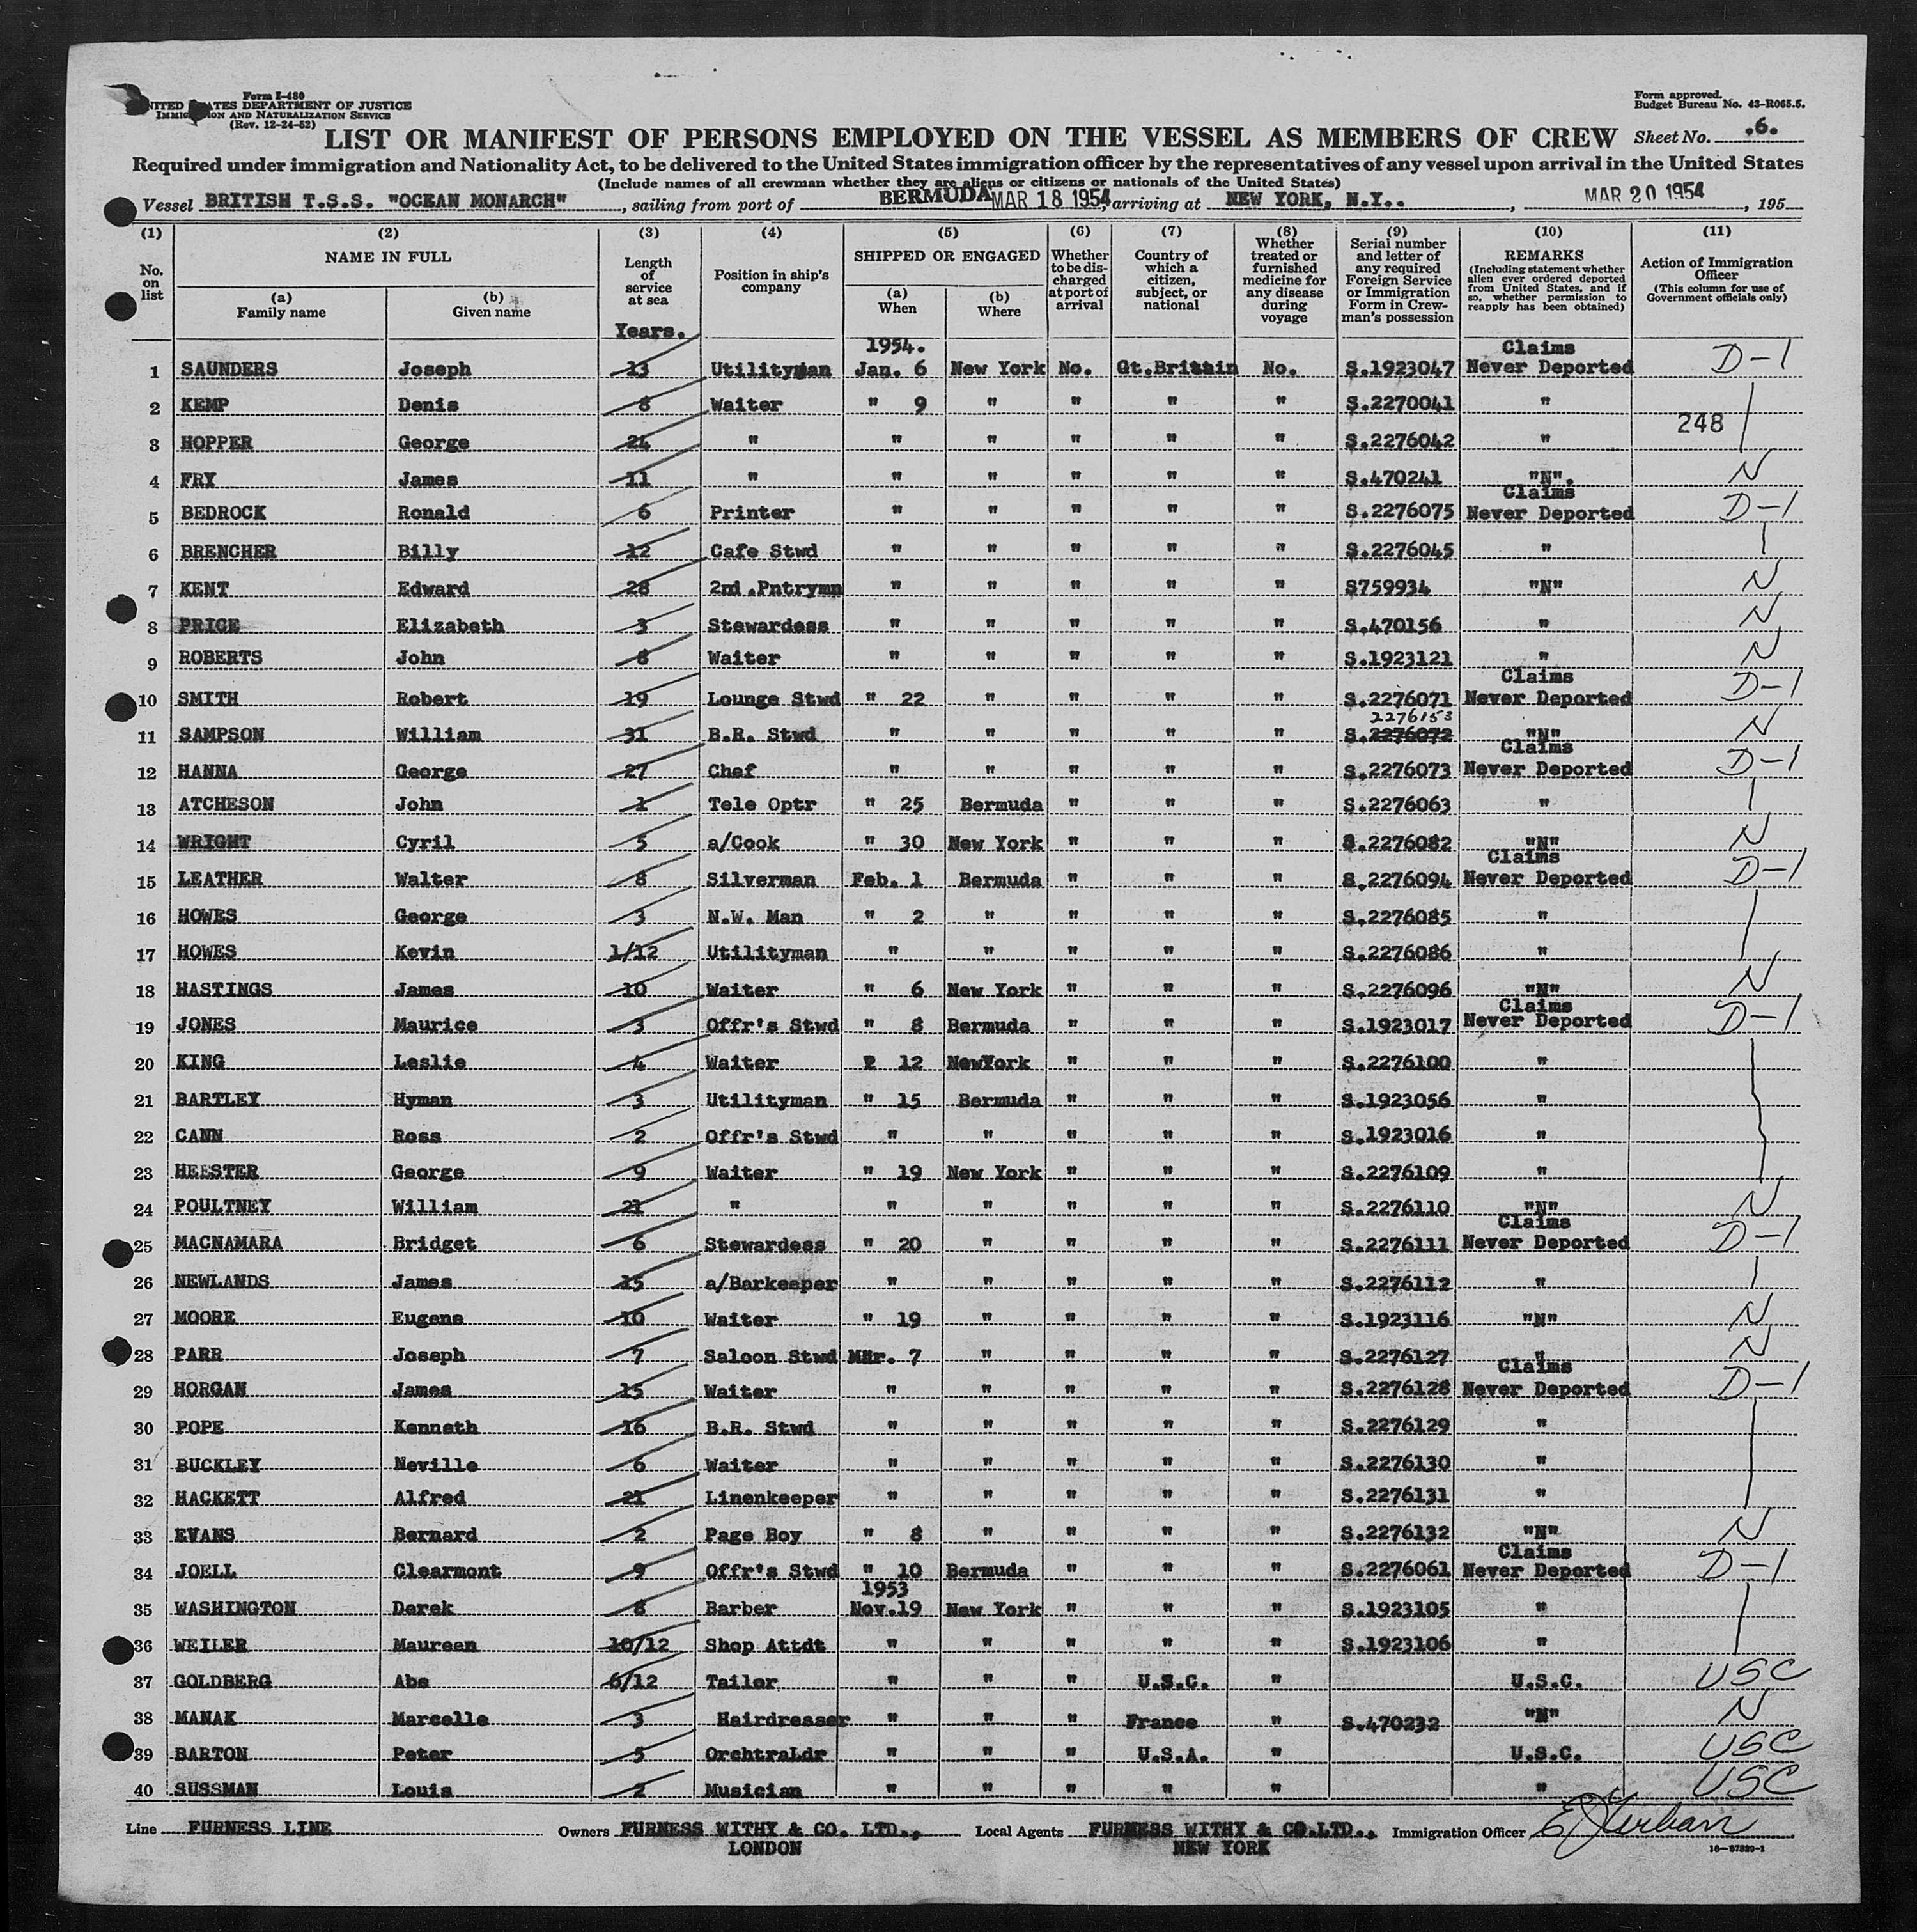 Form I-480
UNITED STATES DEPARTMENT OF JUSTICE
IMMIGRATION AND NATURALIZATION SERVICE
(Rev. 12-24-52)
Form approved.
Budget Bureau No. 43-R065.5.
LIST OR MANIFEST OF PERSONS EMPLOYED ON THE VESSEL AS MEMBERS OF CREW Sheet No. .6.
Required under immigration and Nationality Act, to be delivered to the United States immigration officer by the representatives of any vessel upon arrival in the United States
(Include names of all crewman whether they are aliens or citizens or nationals of the United States)
Vessel BRITISH T.S.S. "OCEAN MONARCH", sailing from port of BERMUDA MAR 18 1954, arriving at NEW YORK, N.Y.., MAR 20 1954, 195
(1) No. on list (2) NAME IN FULL (a) Family name (b) Given name (3) Length of service at sea (4) Position in ship's company (5) SHIPPED OR ENGAGED (a) When (b) Where (6) Whether to be discharged at port of arrival (7) Country of which a citizen, subject, or national (8) Whether treated or furnished medicine for any disease during voyage (9) Serial number and letter of any required Foreign Service or Immigration Form in Crewman's possession (10) REMARKS (Including statement whether alien ever ordered deported from United States, and if so, whether permission to reapply has been obtained) (11) Action of Immigration Officer (This column for use of Government officials only)
Years. 1954. Claims
1 SAUNDERS Joseph 13 Utilityman Jan. 6 New York No. Gt.Brittain No. S.1923047 Never Deported D-1
2 KEMP Denis 8 Waiter " 9 " " " " S.2270041 "
248
3 HOPPER George 24 " " " " " " S.2276042 "
4 FRY James 11 " " " " " " S.470241 "N". N
Claims
5 BEDROCK Ronald 6 Printer " " " " " S.2276075 Never Deported D-1
6 BRENCHER Billy 12 Cafe Stwd " " " " " S.2276045 "
7 KENT Edward 28 2nd.Pntrymn " " " " " S759934 "N" N
8 PRICE Elizabeth 3 Stewardess " " " " " S.470156 " N
9 ROBERTS John 8 Waiter " " " " " S.1923121 " N
Claims
10 SMITH Robert 19 Lounge Stwd " 22 " " " " S.2276071 Never Deported D-1
2276153
11 SAMPSON William 31 B.R. Stwd " " " " " S.2276072 "N" N
Claims
12 HANNA George 27 Chef " " " " " S.2276073 Never Deported D-1
13 ATCHESON John 1 Tele Optr " 25 Bermuda " " " S.2276063 "
14 WRIGHT Cyril 5 a/Cook " 30 New York " " " S.2276082 "N" N
Claims
15 LEATHER Walter 8 Silverman Feb. 1 Bermuda " " " S.2276094 Never Deported D-1
16 HOWES George 3 N.W. Man " 2 " " " " S.2276085 "
17 HOWES Kevin 1/12 Utilityman " " " " " S.2276086 "
18 HASTINGS James 10 Waiter " 6 New York " " " S.2276096 "N" N
Claims
19 JONES Maurice 3 Offr's Stwd " 8 Bermuda " " " S.1923017 Never Deported D-1
20 KING Leslie 4 Waiter " 12 NewYork " " " S.2276100 "
21 BARTLEY Hyman 3 Utilityman " 15 Bermuda " " " S.1923056 "
22 CANN Ross 2 Offr's Stwd " " " " " S.1923016 "
23 HEESTER George 9 Waiter " 19 New York " " " S.2276109 "
24 POULTNEY William 21 " " " " " " S.2276110 "N" N
Claims
25 MACNAMARA Bridget 6 Stewardess " 20 " " " " S.2276111 Never Deported D-1
26 NEWLANDS James 15 a/Barkeeper " " " " " S.2276112 "
27 MOORE Eugene 10 Waiter " 19 " " " " S.1923116 "N" N
28 PARR Joseph 7 Saloon Stwd Mar. 7 " " " " S.2276127 " N
Claims
29 HORGAN James 15 Waiter " " " " " S.2276128 Never Deported D-1
30 POPE Kenneth 16 B.R. Stwd " " " " " S.2276129 "
31 BUCKLEY Neville 6 Waiter " " " " " S.2276130 "
32 HACKETT Alfred 21 Linenkeeper " " " " " S.2276131 "
33 EVANS Bernard 2 Page Boy " 8 " " " " S.2276132 "N" N
Claims
34 JOELL Clearmont 9 Offr's Stwd " 10 Bermuda " " " S.2276061 Never Deported D-1
1953
35 WASHINGTON Derek 8 Barber Nov.19 New York " " " S.1923105 "
36 WEILER Maureen 10/12 Shop Attdt " " " " " S.1923106 "
37 GOLDBERG Abe 6/12 Tailor " " " U.S.C. " U.S.C. USC
38 MANAK Marcelle 3 Hairdresser " " " France " S.470232 "N" N
39 BARTON Peter 5 OrchtraLdr " " " U.S.A. " U.S.C. USC
40 SUSSMAN Louis 2 Musician " " " " " " USC
Line FURNESS LINE Owners FURNESS WITHY & CO. LTD., Local Agents FURNESS WITHY & CO.LTD., Immigration Officer
LONDON NEW YORK 16-67829-1